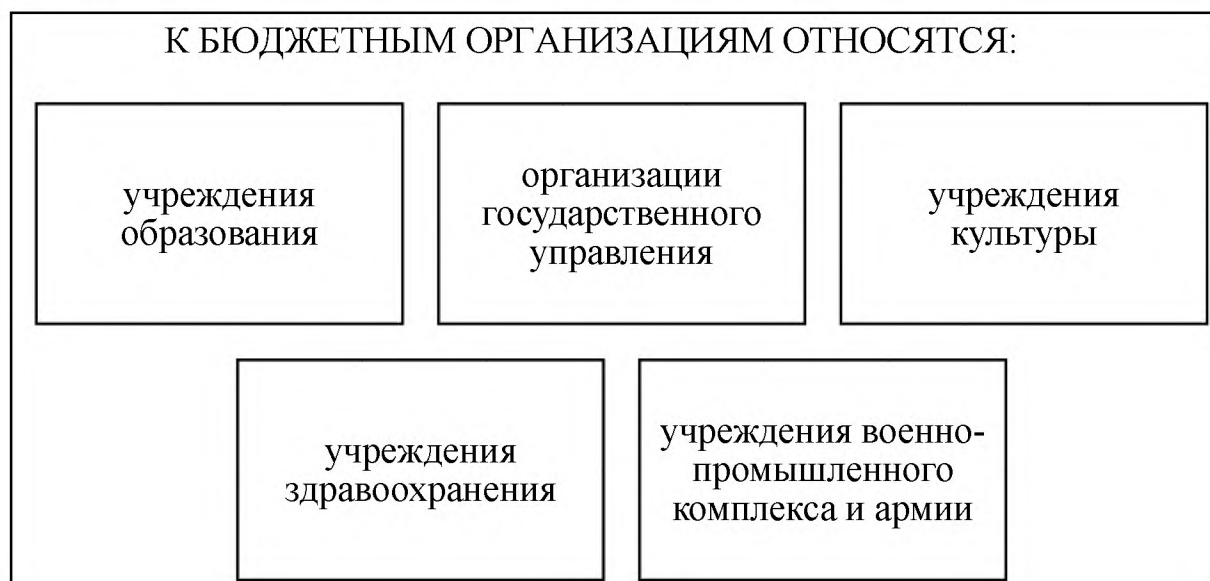 К БЮДЖЕТНЫМ ОРГАНИЗАЦИЯМ ОТНОСЯТСЯ:
учреждения
образования
организации
государственного
управления
учреждения
культуры
учреждения
здравоохранения
учреждения военно-
промышленного
комплекса и армии